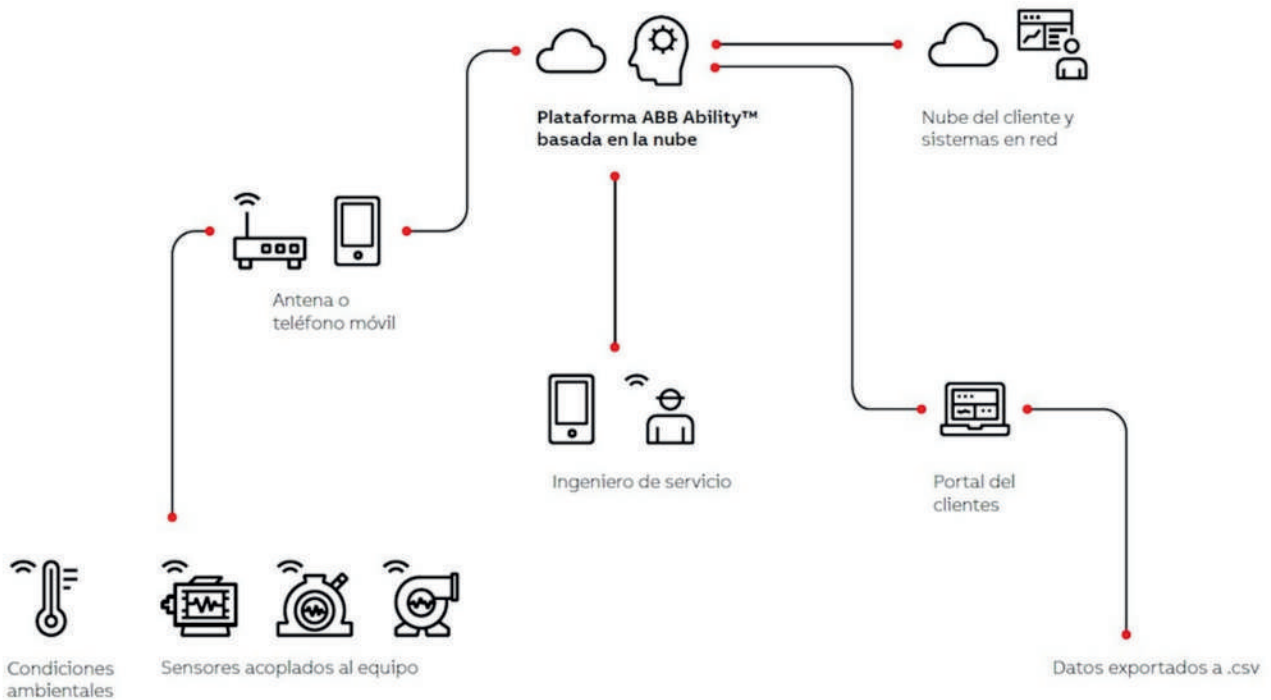 Plataforma ABB Ability™
basada en la nube
Nube del cliente y
sistemas en red
Antena o
teléfono móvil
Ingeniero de servicio
Portal del
clientes
Condiciones
ambientales
Sensores acoplados al equipo
Datos exportados a .csv